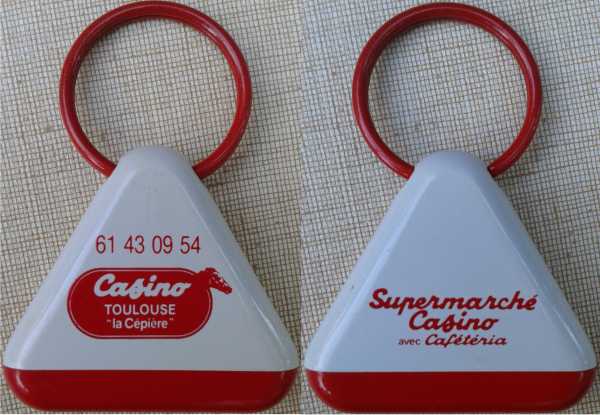 61 43 09 54
Casino
TOULOUSE
"la Cépière"
Supermarché
Casino
avec Cafétéria